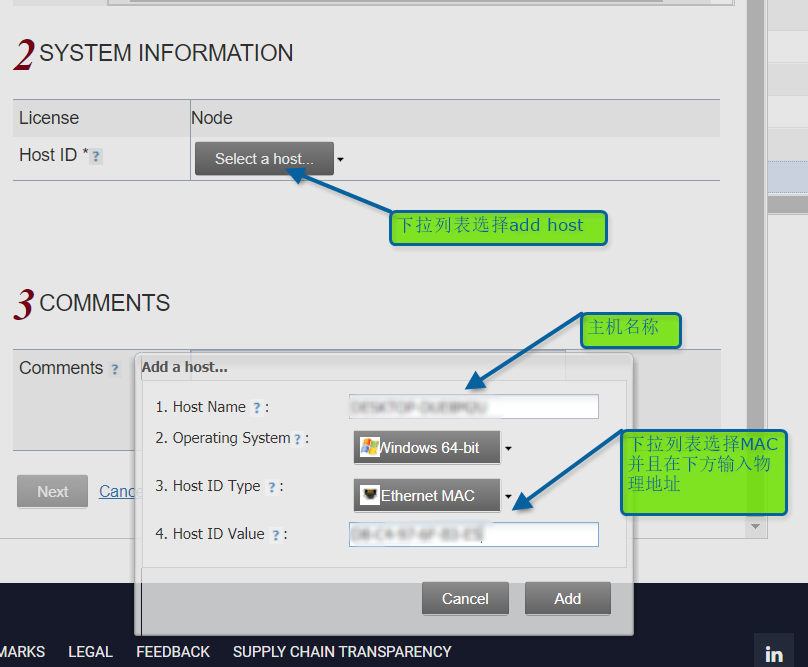 2 SYSTEM INFORMATION
License
Node
Host ID * ?
Select a host...
下拉列表选择add host
3 COMMENTS
主机名称
Comments ?
Add a host...
1. Host Name ? :
2. Operating System ? :
Windows 64-bit
下拉列表选择MAC
并且在下方输入物
理地址
3. Host ID Type ? :
Ethernet MAC
Next
Canc
4. Host ID Value ? :
Cancel
Add
MARKS
LEGAL
FEEDBACK
SUPPLY CHAIN TRANSPARENCY
in